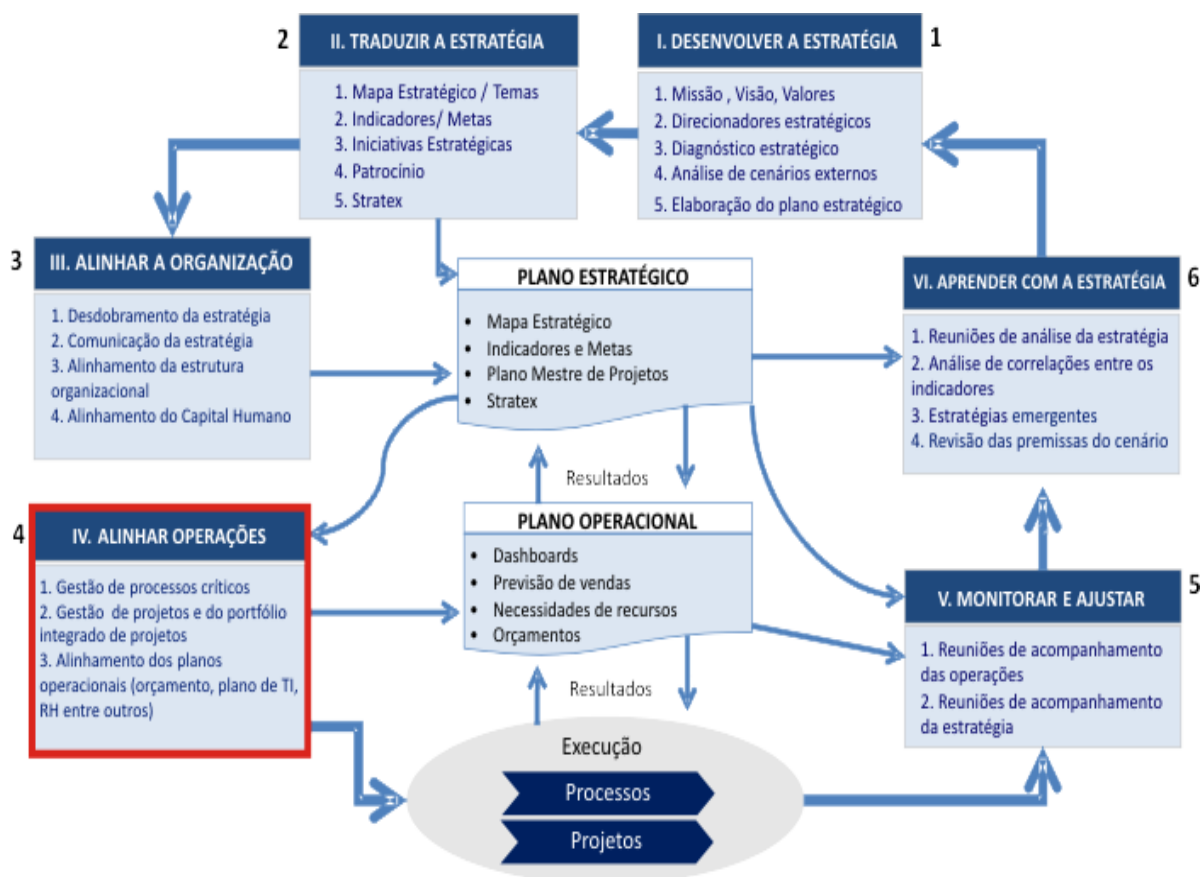 1
I. DESENVOLVER A ESTRATÉGIA
1. Missão , Visão, Valores
2. Direcionadores estratégicos
3. Diagnóstico estratégico
4. Análise de cenários externos
5. Elaboração do plano estratégico
2
II. TRADUZIR A ESTRATÉGIA
1. Mapa Estratégico / Temas
2. Indicadores/ Metas
3. Iniciativas Estratégicas
4. Patrocínio
5. Stratex
3
III. ALINHAR A ORGANIZAÇÃO
1. Desdobramento da estratégia
2. Comunicação da estratégia
3. Alinhamento da estrutura
organizacional
4. Alinhamento do Capital Humano
PLANO ESTRATÉGICO
• Mapa Estratégico
• Indicadores e Metas
• Plano Mestre de Projetos
• Stratex
Resultados
4
IV. ALINHAR OPERAÇÕES
1. Gestão de processos críticos
2. Gestão de projetos e do portfólio
integrado de projetos
3. Alinhamento dos planos
operacionais (orçamento, plano de TI,
RH entre outros)
PLANO OPERACIONAL
• Dashboards
• Previsão de vendas
• Necessidades de recursos
• Orçamentos
Resultados
Execução
Processos
Projetos
5
V. MONITORAR E AJUSTAR
1. Reuniões de acompanhamento
das operações
2. Reuniões de acompanhamento
da estratégia
6
VI. APRENDER COM A ESTRATÉGIA
1. Reuniões de análise da estratégia
2. Análise de correlações entre os
indicadores
3. Estratégias emergentes
4. Revisão das premissas do cenário